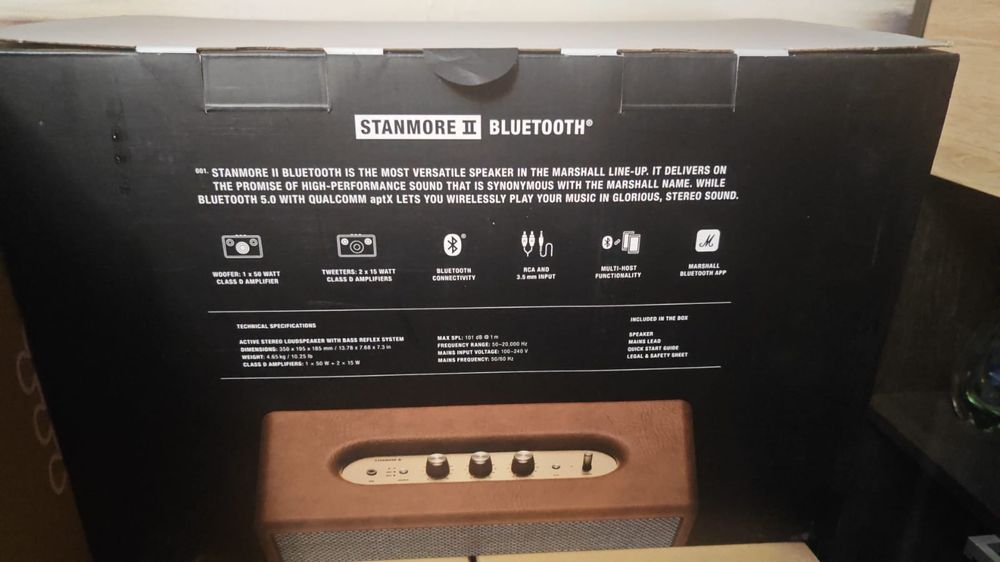 STANMORE II BLUETOOTH®
001. STANMORE II BLUETOOTH IS THE MOST VERSATILE SPEAKER IN THE MARSHALL LINE-UP. IT DELIVERS ON
THE PROMISE OF HIGH-PERFORMANCE SOUND THAT IS SYNONYMOUS WITH THE MARSHALL NAME. WHILE
BLUETOOTH 5.0 WITH QUALCOMM aptX LETS YOU WIRELESSLY PLAY YOUR MUSIC IN GLORIOUS, STEREO SOUND.
WOOFER: 1 x 50 WATT
CLASS D AMPLIFIER
TWEETERS: 2 x 15 WATT
CLASS D AMPLIFIERS
BLUETOOTH
CONNECTIVITY
RCA AND
3.5 mm INPUT
MULTI-HOST
FUNCTIONALITY
MARSHALL
BLUETOOTH APP
TECHNICAL SPECIFICATIONS
ACTIVE STEREO LOUDSPEAKER WITH BASS REFLEX SYSTEM
DIMENSIONS: 350 x 195 x 185 mm / 13.78 x 7.68 x 7.3 in
WEIGHT: 4.65 kg / 10.25 lb
CLASS D AMPLIFIERS: 1 x 50 W + 2 x 15 W
MAX SPL: 101 dB @ 1 m
FREQUENCY RANGE: 50–20,000 Hz
MAINS INPUT VOLTAGE: 100–240 V
MAINS FREQUENCY: 50/60 Hz
INCLUDED IN THE BOX
SPEAKER
MAINS LEAD
QUICK START GUIDE
LEGAL & SAFETY SHEET
STANMORE II